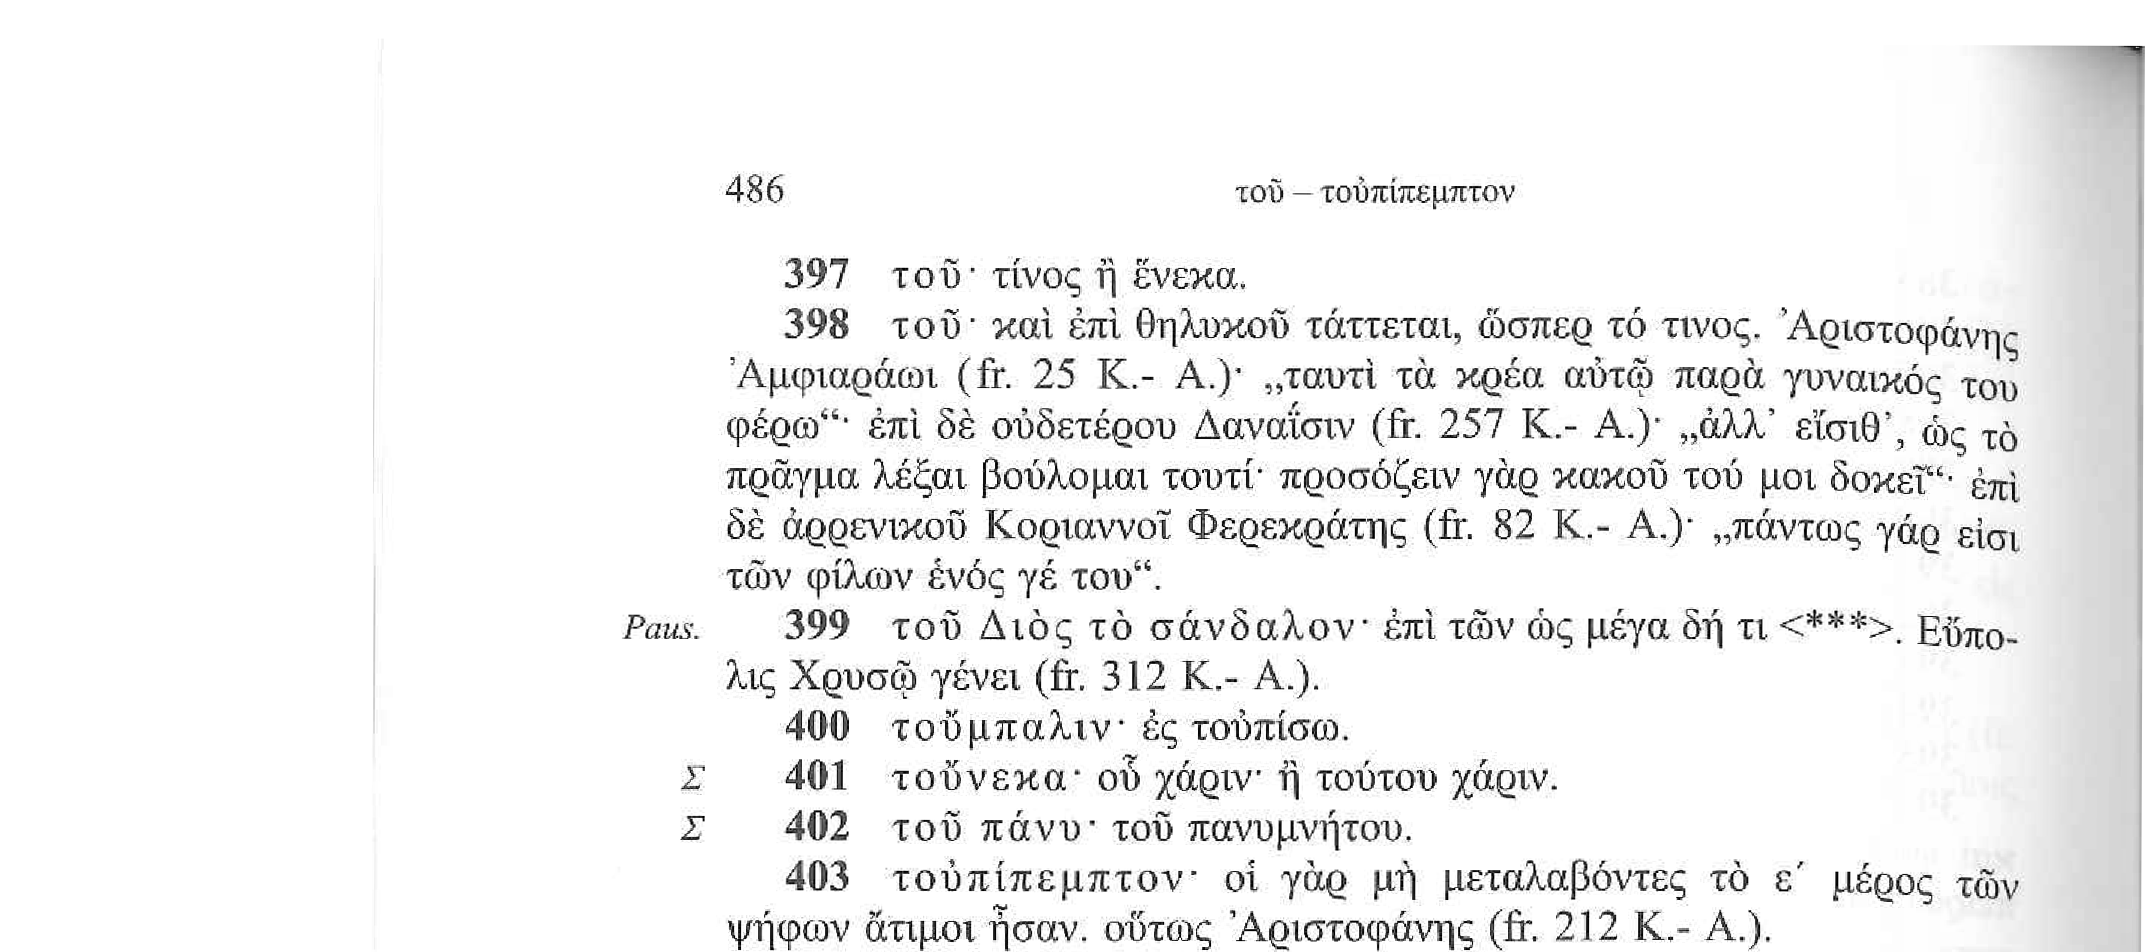 486 τοῦ – τοὐπίπεμπτον
397 τοῦ· τίνος ἢ ἕνεκα.
398 τοῦ· καὶ ἐπὶ θηλυκοῦ τάττεται, ὥσπερ τό τινος. Ἀριστοφάνης
Ἀμφιαράωι (fr. 25 K.- A.)· „ταυτὶ τὰ κρέα αὐτῷ παρὰ γυναικός του
φέρω“· ἐπὶ δὲ οὐδετέρου Δαναΐσιν (fr. 257 K.- A.)· „ἀλλ’ εἴσιθ’, ὡς τὸ
πρᾶγμα λέξαι βούλομαι τουτί· προσόζειν γὰρ κακοῦ τού μοι δοκεῖ“· ἐπὶ
δὲ ἀρρενικοῦ Κοριαννοῖ Φερεκράτης (fr. 82 K.- A.)· „πάντως γάρ εἰσι
τῶν φίλων ἑνός γέ του“.
Paus. 399 τοῦ Διὸς τὸ σάνδαλον· ἐπὶ τῶν ὡς μέγα δή τι <***>. Εὔπο-
λις Χρυσῷ γένει (fr. 312 K.- A.).
400 τοὔμπαλιν· ἐς τοὐπίσω.
Σ 401 τοὔνεκα· οὗ χάριν· ἢ τούτου χάριν.
Σ 402 τοῦ πάνυ· τοῦ πανυμνήτου.
403 τοὐπίπεμπτον· οἱ γὰρ μὴ μεταλαβόντες τὸ ε΄ μέρος τῶν
ψήφων ἄτιμοι ἦσαν. οὕτως Ἀριστοφάνης (fr. 212 K.- A.).